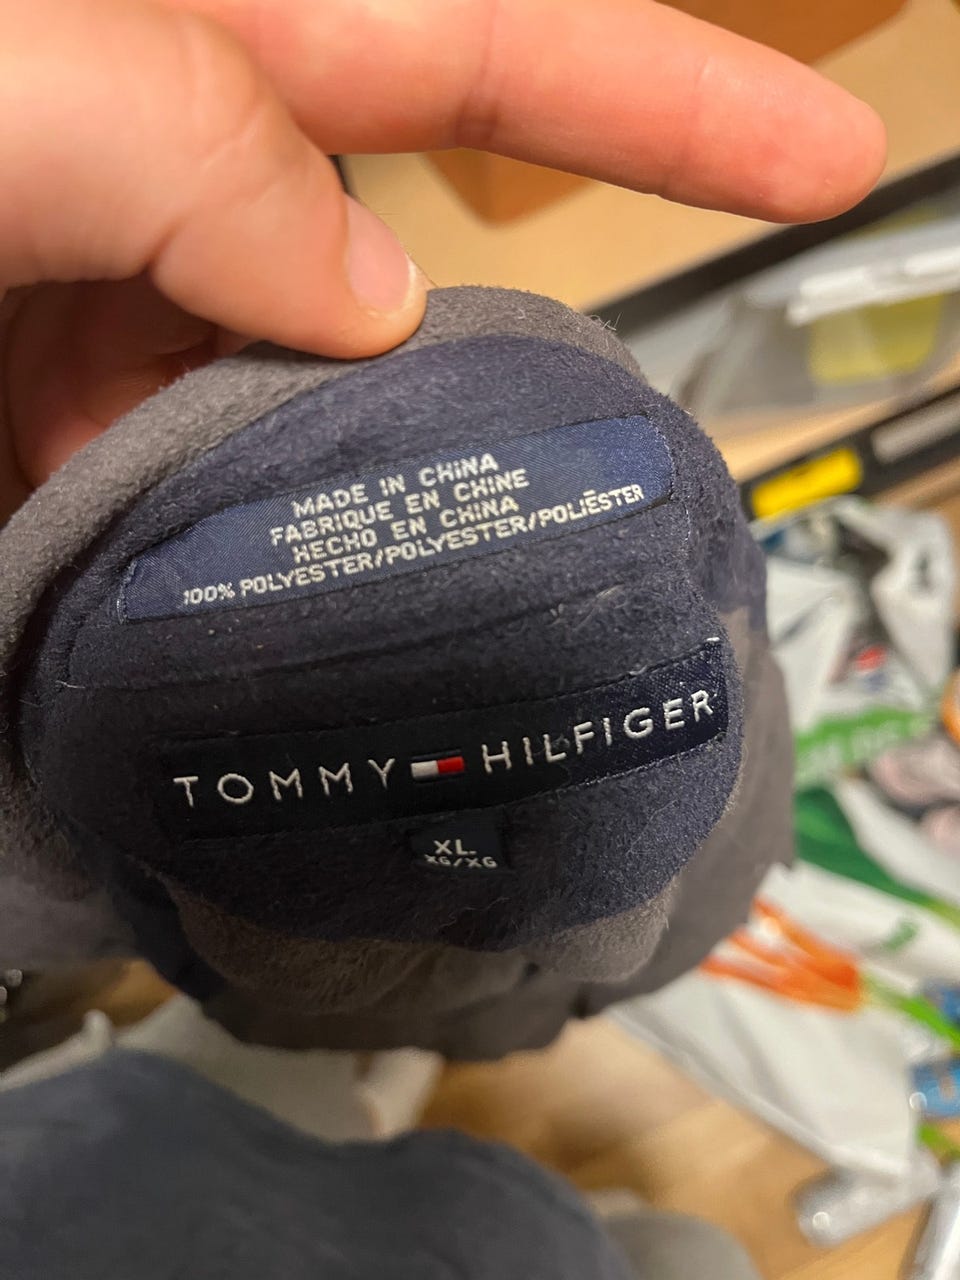 MADE IN CHINA
FABRIQUE EN CHINE
HECHO EN CHINA
100% POLYESTER/POLYESTER/POLIÉSTER
TOMMY HILFIGER
XL
XG/XG